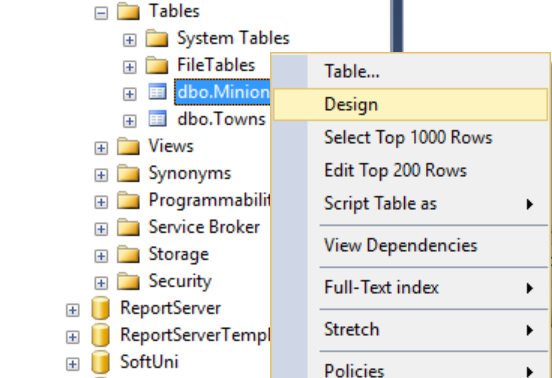 Tables
System Tables
FileTables
dbo.Minion
dbo.Towns
Views
Synonyms
Programmabilit
Service Broker
Storage
Security
ReportServer
ReportServerTemp
SoftUni
Table...
Design
Select Top 1000 Rows
Edit Top 200 Rows
Script Table as
View Dependencies
Full-Text index
Stretch
Policies